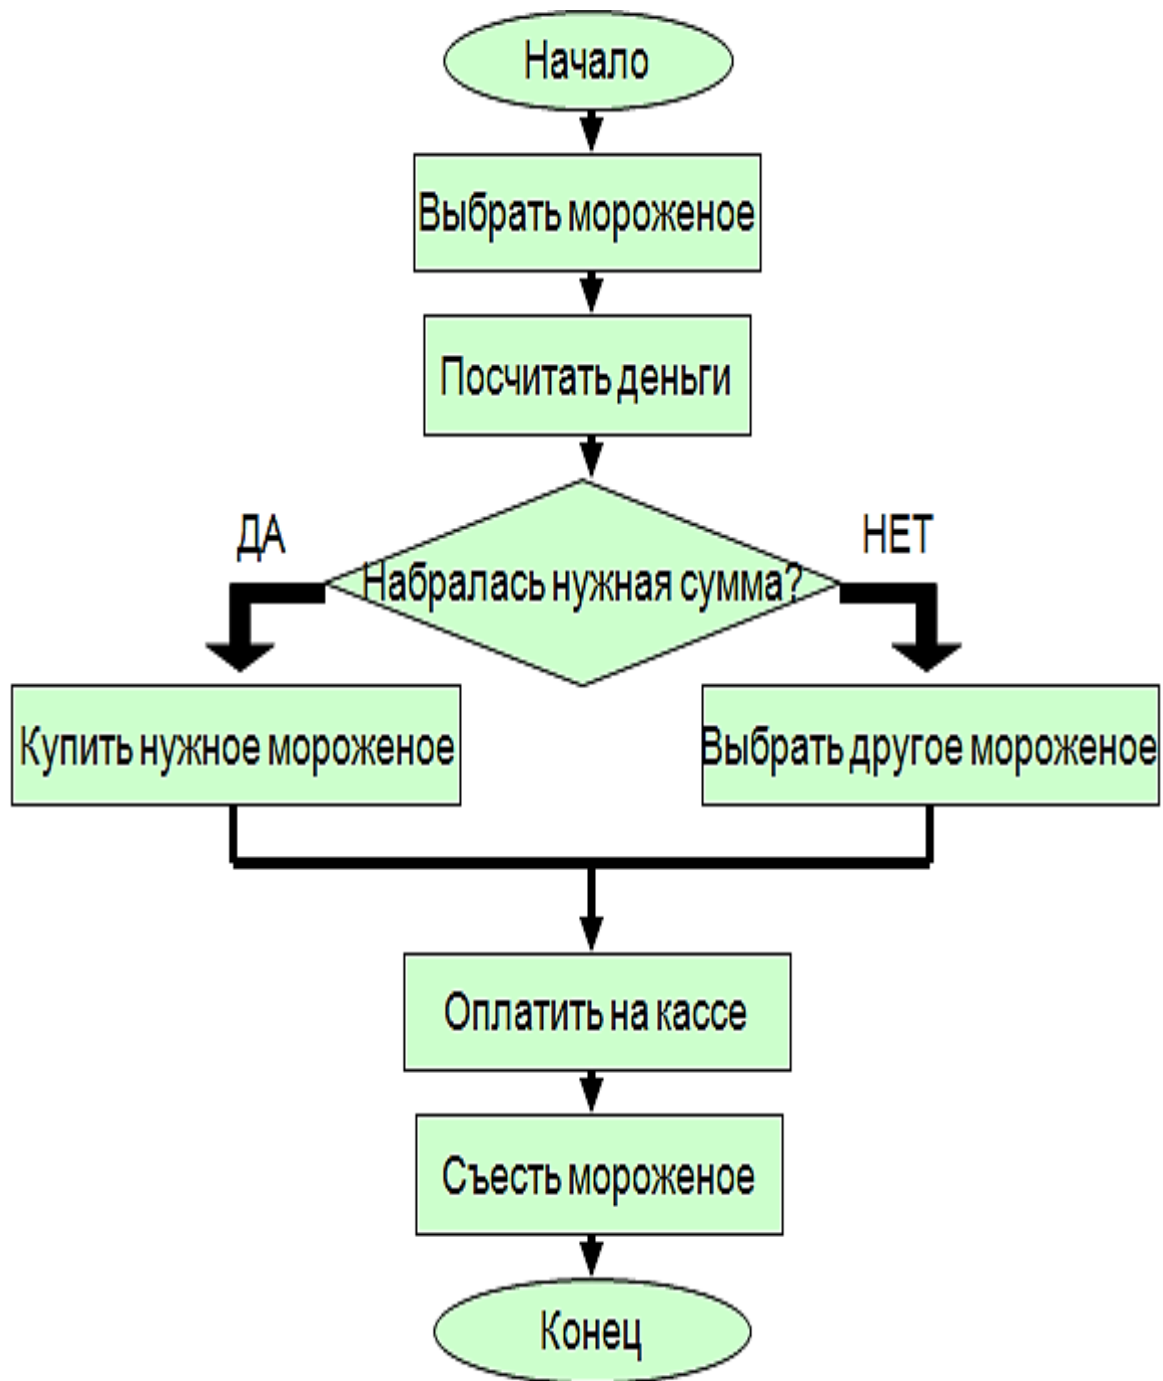 Начало
Выбрать мороженое
Посчитать деньги
ДА
НЕТ
Набралась нужная сумма?
Купить нужное мороженое
Выбрать другое мороженое
Оплатить на кассе
Съесть мороженое
Конец